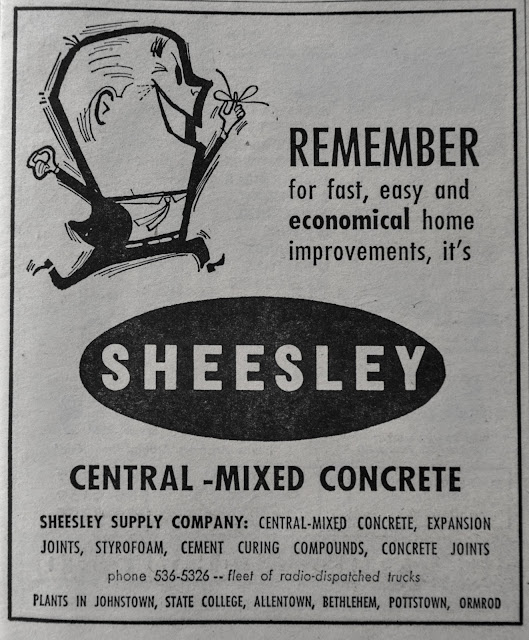 REMEMBER
for fast, easy and
economical home
improvements, it's
SHEESLEY
CENTRAL-MIXED CONCRETE
SHEESLEY SUPPLY COMPANY: CENTRAL-MIXED CONCRETE, EXPANSION
JOINTS, STYROFOAM, CEMENT CURING COMPOUNDS, CONCRETE JOINTS
phone 536-5326 -- fleet of radio-dispatched trucks
PLANTS IN JOHNSTOWN, STATE COLLEGE, ALLENTOWN, BETHLEHEM, POTTSTOWN, ORMROD